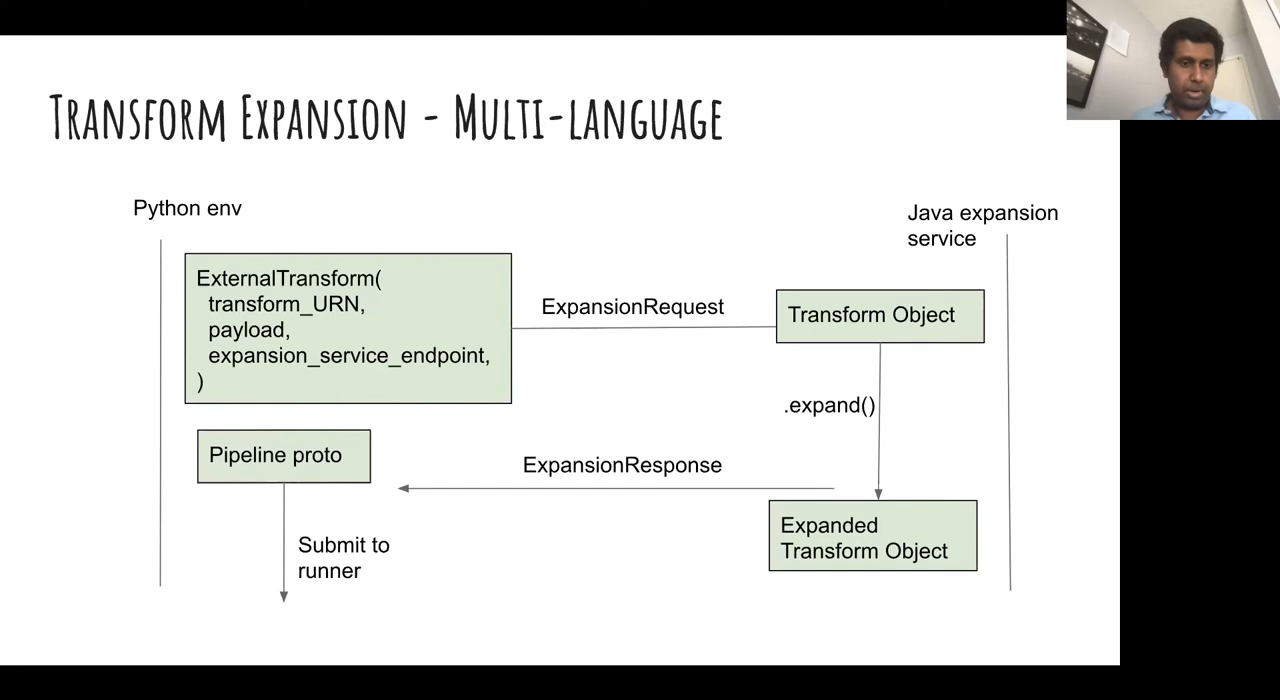 Transform Expansion - Multi-language
Python env
Java expansion
service
ExternalTransform(
transform_URN,
payload,
expansion_service_endpoint,
)
ExpansionRequest
Transform Object
.expand()
Pipeline proto
ExpansionResponse
Expanded
Transform Object
Submit to
runner